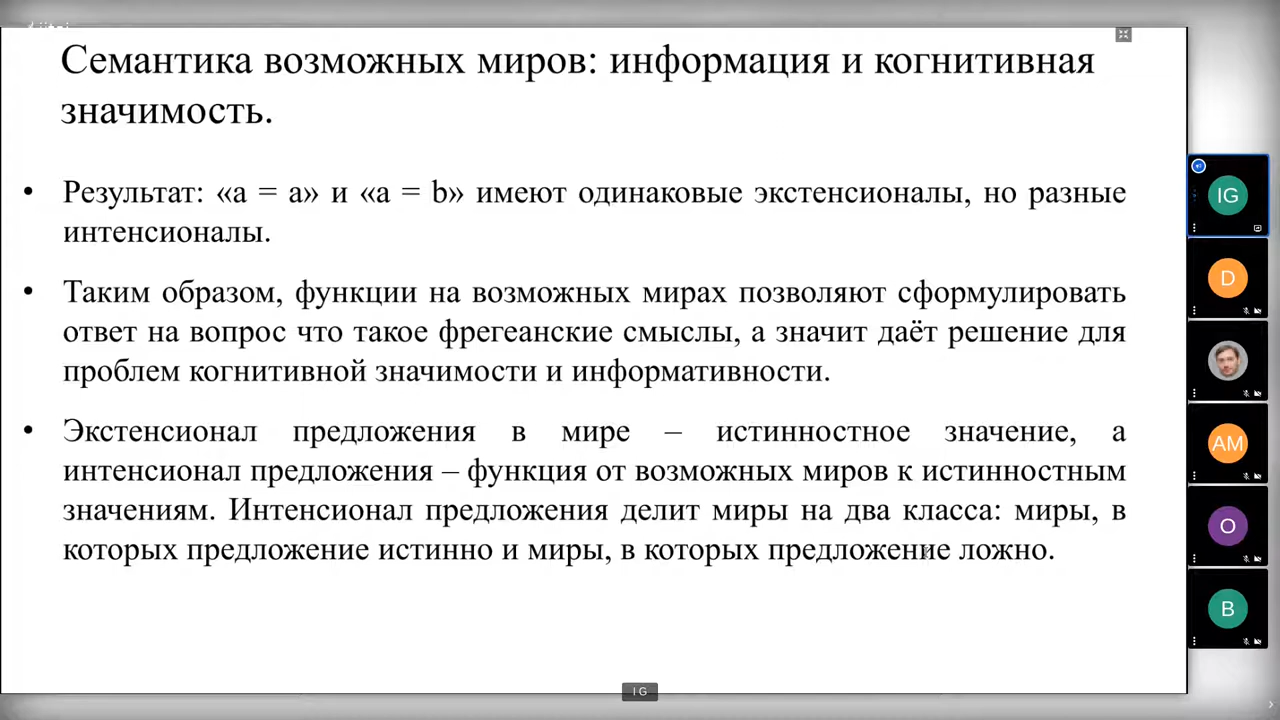 Семантика возможных миров: информация и когнитивная
значимость.
• Результат: «a = a» и «a = b» имеют одинаковые экстенсионалы, но разные
интенсионалы.
• Таким образом, функции на возможных мирах позволяют сформулировать
ответ на вопрос что такое фрегеанские смыслы, а значит даёт решение для
проблем когнитивной значимости и информативности.
• Экстенсионал предложения в мире – истинностное значение, а
интенсионал предложения – функция от возможных миров к истинностным
значениям. Интенсионал предложения делит миры на два класса: миры, в
которых предложение истинно и миры, в которых предложение ложно.
IG
D
AM
O
B
IG